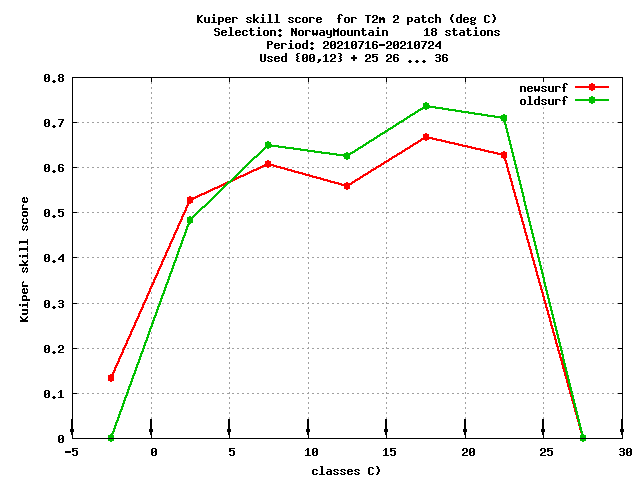 Kuiper skill score for T2m 2 patch (deg C)
Selection: NorwayMountain 18 stations
Period: 20210716-20210724
Used {00,12} + 25 26 ... 36
newsurf
oldsurf
Kuiper skill score
0.8
0.7
0.6
0.5
0.4
0.3
0.2
0.1
0
-5 0 5 10 15 20 25 30
classes C)